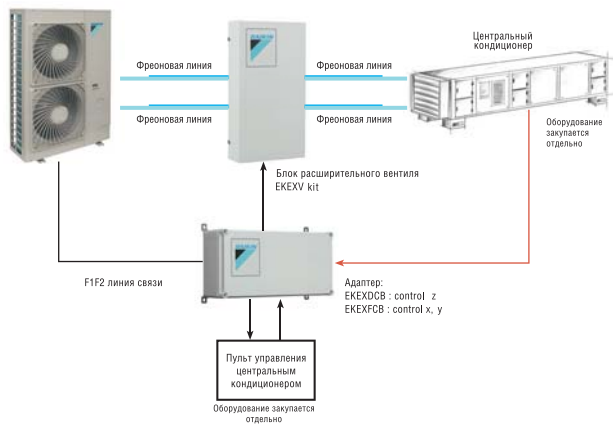 DAIKIN
Центральный
кондиционер
Фреоновая линия
Фреоновая линия
Фреоновая линия
Фреоновая линия
Оборудование
закупается
отдельно
Блок расширительного вентиля
EKEXV kit
F1F2 линия связи
Адаптер:
EKEXDCB : control z
EKEXFCB : control x, y
Пульт управления
центральным
кондиционером
Оборудование закупается
отдельно